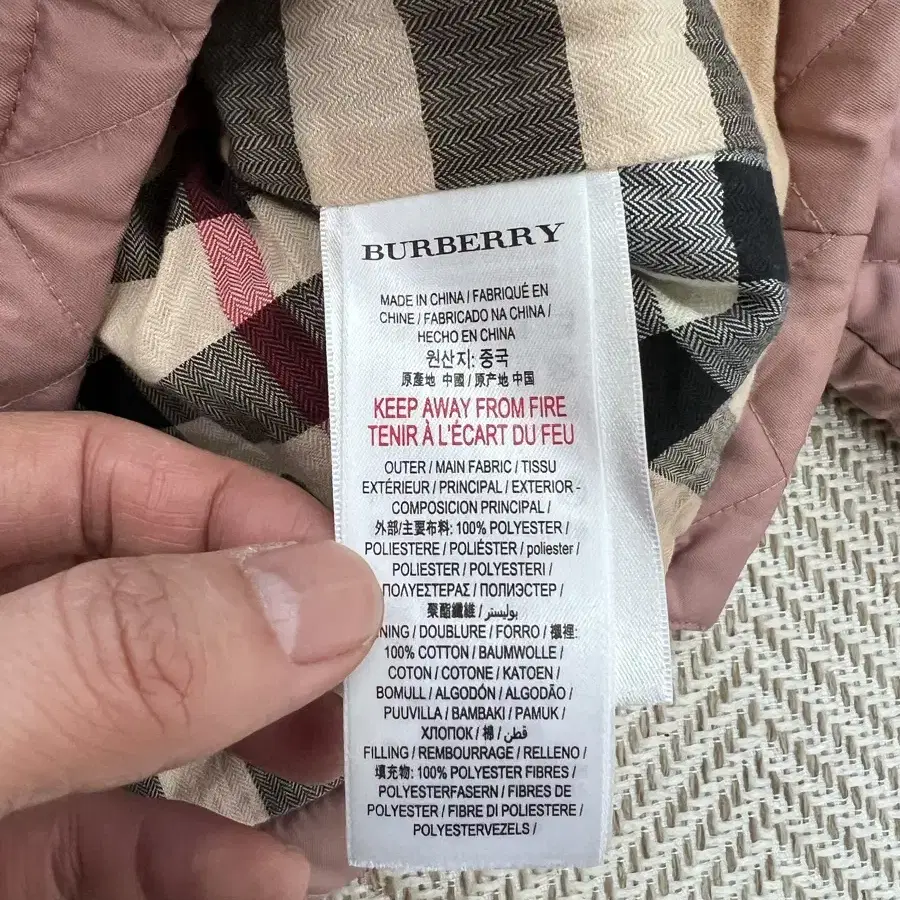 BURBERRY
MADE IN CHINA / FABRIQUÉ EN
CHINE / FABRICADO NA CHINA /
HECHO EN CHINA
원산지: 중국
原產地 中國 / 原产地 中国
KEEP AWAY FROM FIRE
TENIR À L'ÉCART DU FEU
OUTER / MAIN FABRIC / TISSU
EXTÉRIEUR / PRINCIPAL / EXTERIOR -
COMPOSICION PRINCIPAL /
外部/主要布料: 100% POLYESTER /
POLIESTERE / POLIÉSTER / poliester /
POLIESTER / POLYESTERI /
ΠΟΛΥΕΣΤΕΡΑΣ / ПОЛИЭСТЕР /
聚酯纖維 / بوليستر /
NING / DOUBLURE / FORRO / 襯裡:
100% COTTON / BAUMWOLLE /
COTON / COTONE / KATOEN /
BOMULL / ALGODÓN / ALGODÃO /
PUUVILLA / BAMBAKI / PAMUK /
ХЛОПОК / 棉 / قطن /
FILLING / REMBOURRAGE / RELLENO /
填充物: 100% POLYESTER FIBRES /
POLYESTERFASERN / FIBRES DE
POLYESTER / FIBRE DI POLIESTERE /
POLYESTERVEZELS /